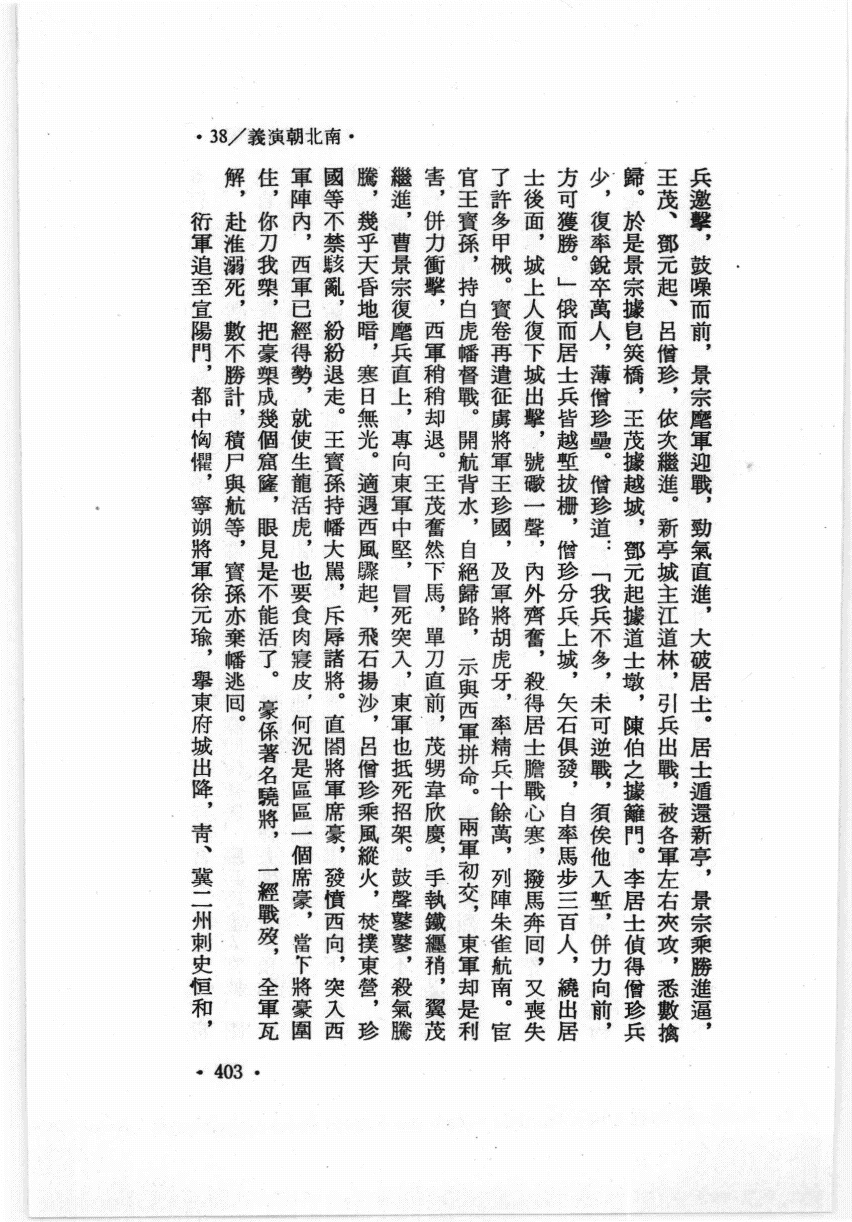 ·38/義演朝北南·
兵邀擊，鼓噪而前，景宗麾軍迎戰，勁氣直進，大破居士。居士遁還新亭，景宗乘勝進逼，
王茂、鄧元起、呂僧珍，依次繼進。新亭城主江道林，引兵出戰，被各軍左右夾攻，悉數擒
歸。於是景宗據皂筴橋，王茂據越城，鄧元起據道士墩，陳伯之據籬門。李居士偵得僧珍兵
少，復率銳卒萬人，薄僧珍壘。僧珍道：「我兵不多，未可逆戰，須俟他入塹，併力向前，
方可獲勝。」俄而居士兵皆越塹拔柵，僧珍分兵上城，矢石俱發，自率馬步三百人，繞出居
士後面，城上人復下城出擊，號礮一聲，內外齊奮，殺得居士膽戰心寒，撥馬奔回，又喪失
了許多甲械。寶卷再遣征虜將軍王珍國，及軍將胡虎牙，率精兵十餘萬，列陣朱雀航南。宦
官王寶孫，持白虎幡督戰。開航背水，自絕歸路，示與西軍拼命。兩軍初交，東軍却是利
害，併力衝擊，西軍稍稍却退。王茂奮然下馬，單刀直前，茂甥韋欣慶，手執鐵纏矟，翼茂
繼進，曹景宗復麾兵直上，專向東軍中堅，冒死突入，東軍也抵死招架。鼓聲鼕鼕，殺氣騰
騰，幾乎天昏地暗，寒日無光。適遇西風驟起，飛石揚沙，呂僧珍乘風縱火，焚撲東營，珍
國等不禁駭亂，紛紛退走。王寶孫持幡大罵，斥辱諸將。直閣將軍席豪，發憤西向，突入西
軍陣內，西軍已經得勢，就使生龍活虎，也要食肉寢皮，何況是區區一個席豪，當下將豪圍
住，你刀我槊，把豪槊成幾個窟窿，眼見是不能活了。豪係著名驍將，一經戰歿，全軍瓦
解，赴淮溺死，數不勝計，積尸與航等，寶孫亦棄幡逃回。
衍軍追至宣陽門，都中恟懼，寧朔將軍徐元瑜，舉東府城出降，青、冀二州刺史恒和，
·403·